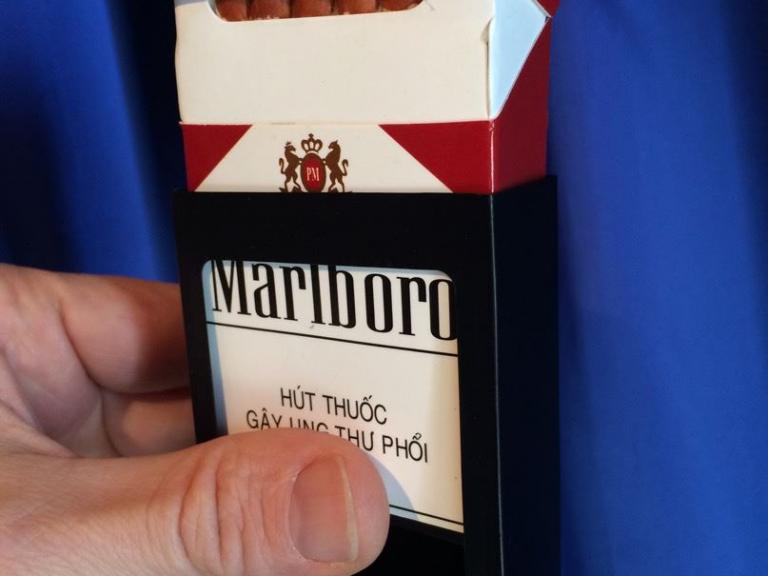 PM
Marlboro
HÚT THUỐC
GÂY UNG THƯ PHỔI